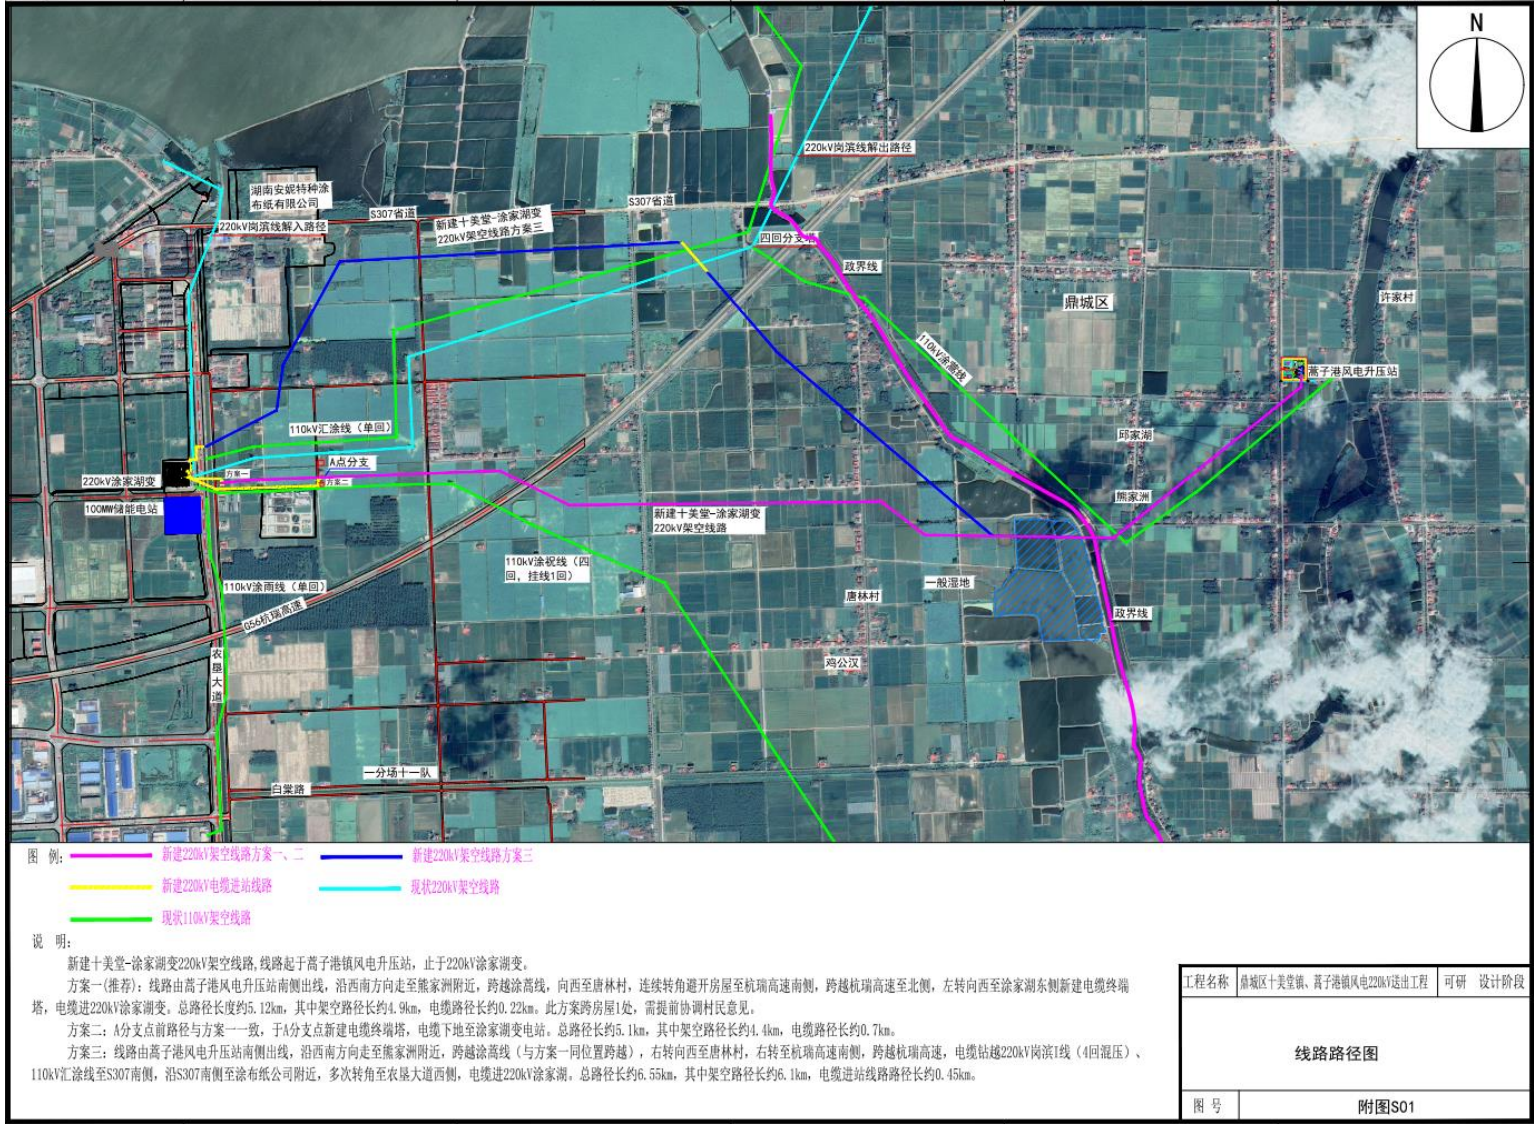 N
220kV岗滨线解出路径
湖南安妮特种涂
布纸有限公司
S307省道
S307省道
新建十美堂-涂家湖变
220kV架空线路方案三
220kV岗滨线解入路径
四回分支塔
政界线
鼎城区
许家村
110kV涂蒿线
蒿子港风电升压站
110kV汇涂线（单回）
邱家湖
A点分支
方案一
方案二
220kV涂家湖变
熊家洲
100MW储能电站
新建十美堂-涂家湖变
220kV架空线路
110kV涂祝线（四
回，挂线1回）
110kV涂雨线（单回）
一般湿地
唐林村
G56杭瑞高速
政界线
农垦大道
鸡公汊
一分场十一队
白棠路
图 例：
新建220kV架空线路方案一、二
新建220kV架空线路方案三
新建220kV电缆进站线路
现状220kV架空线路
现状110kV架空线路
说 明：
新建十美堂-涂家湖变220kV架空线路,线路起于蒿子港镇风电升压站，止于220kV涂家湖变。
方案一(推荐)：线路由蒿子港风电升压站南侧出线，沿西南方向走至熊家洲附近，跨越涂蒿线，向西至唐林村，连续转角避开房屋至杭瑞高速南侧，跨越杭瑞高速至北侧，左转向西至涂家湖东侧新建电缆终端
塔，电缆进220kV涂家湖变。总路径长度约5.12km，其中架空路径长约4.9km，电缆路径长约0.22km。此方案跨房屋1处，需提前协调村民意见。
方案二：A分支点前路径与方案一一致，于A分支点新建电缆终端塔，电缆下地至涂家湖变电站。总路径长约5.1km，其中架空路径长约4.4km，电缆路径长约0.7km。
方案三：线路由蒿子港风电升压站南侧出线，沿西南方向走至熊家洲附近，跨越涂蒿线（与方案一同位置跨越），右转向西至唐林村，右转至杭瑞高速南侧，跨越杭瑞高速，电缆钻越220kV岗滨I线（4回混压）、
110kV汇涂线至S307南侧，沿S307南侧至涂布纸公司附近，多次转角至农垦大道西侧，电缆进220kV涂家湖。总路径长约6.55km，其中架空路径长约6.1km，电缆进站线路路径长约0.45km。
工程名称 鼎城区十美堂镇、蒿子港镇风电220kV送出工程 可研 设计阶段
线路路径图
图 号 附图S01